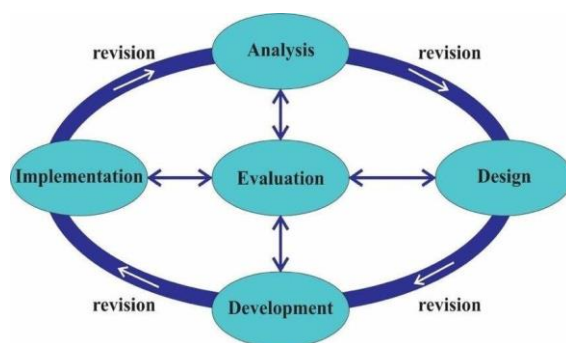 Analysis
revision
revision
Implementation
Evaluation
Design
revision
revision
Development